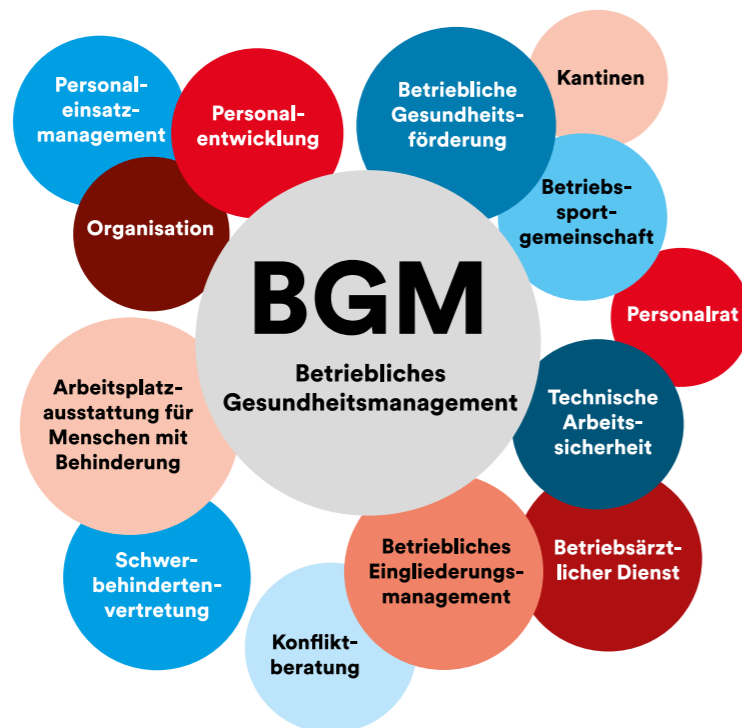 Personal-
einsatz-
management
Personal-
entwicklung
Betriebliche
Gesundheits-
förderung
Kantinen
Organisation
Betriebs-
sport-
gemeinschaft
BGM
Betriebliches
Gesundheitsmanagement
Personalrat
Arbeitsplatz-
ausstattung für
Menschen mit
Behinderung
Technische
Arbeits-
sicherheit
Schwer-
behinderten-
vertretung
Betriebliches
Eingliederungs-
management
Betriebsärzt-
licher Dienst
Konflikt-
beratung